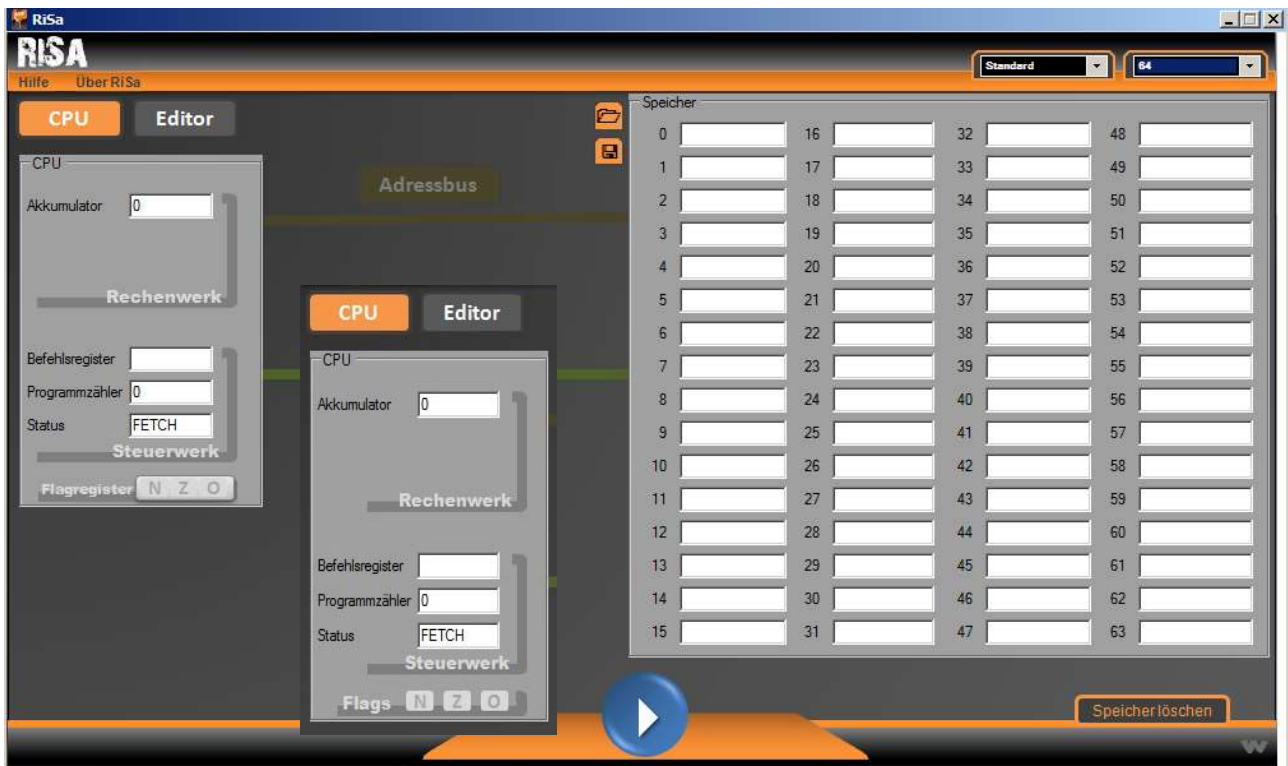 RiSa
RISA
Hilfe Über RiSa
Standard
64
CPU Editor
CPU
Akkumulator 0
Rechenwerk
Befehlsregister
Programmzähler 0
Status FETCH
Steuerwerk
Flagregister N Z O
Adressbus
CPU Editor
CPU
Akkumulator 0
Rechenwerk
Befehlsregister
Programmzähler 0
Status FETCH
Steuerwerk
Flags N Z O
Speicher
0 16 32 48
1 17 33 49
2 18 34 50
3 19 35 51
4 20 36 52
5 21 37 53
6 22 38 54
7 23 39 55
8 24 40 56
9 25 41 57
10 26 42 58
11 27 43 59
12 28 44 60
13 29 45 61
14 30 46 62
15 31 47 63
Speicher löschen